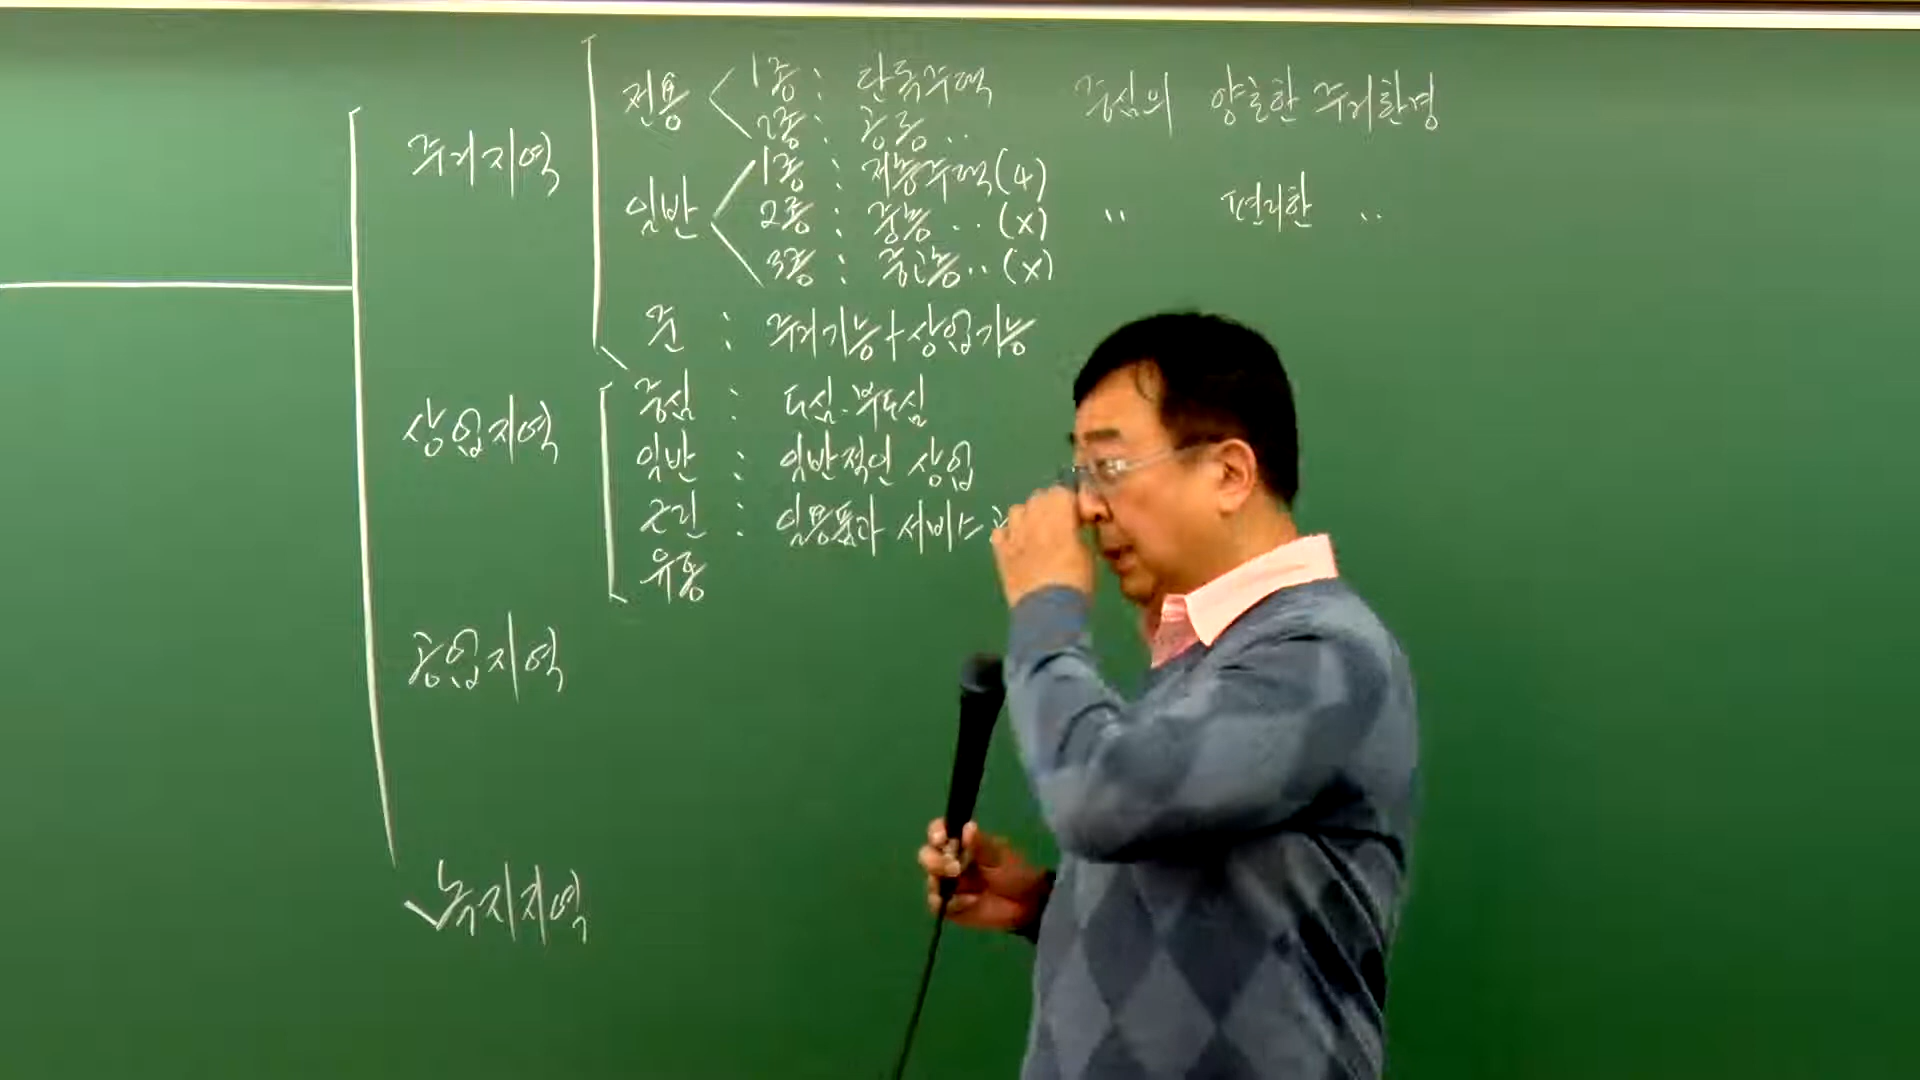 주거지역
전용 1종 : 단독주택 중심의 양호한 주거환경
2종 : 공동 ..
일반 1종 : 저층주택(4)
2종 : 중층 .. (x) " 편리한 ..
3종 : 중고층.. (x)
준 : 주거기능+상업기능
상업지역
중심 : 도심.부도심
일반 : 일반적인 상업
근린 : 일용품과 서비스
유통
공업지역
녹지지역